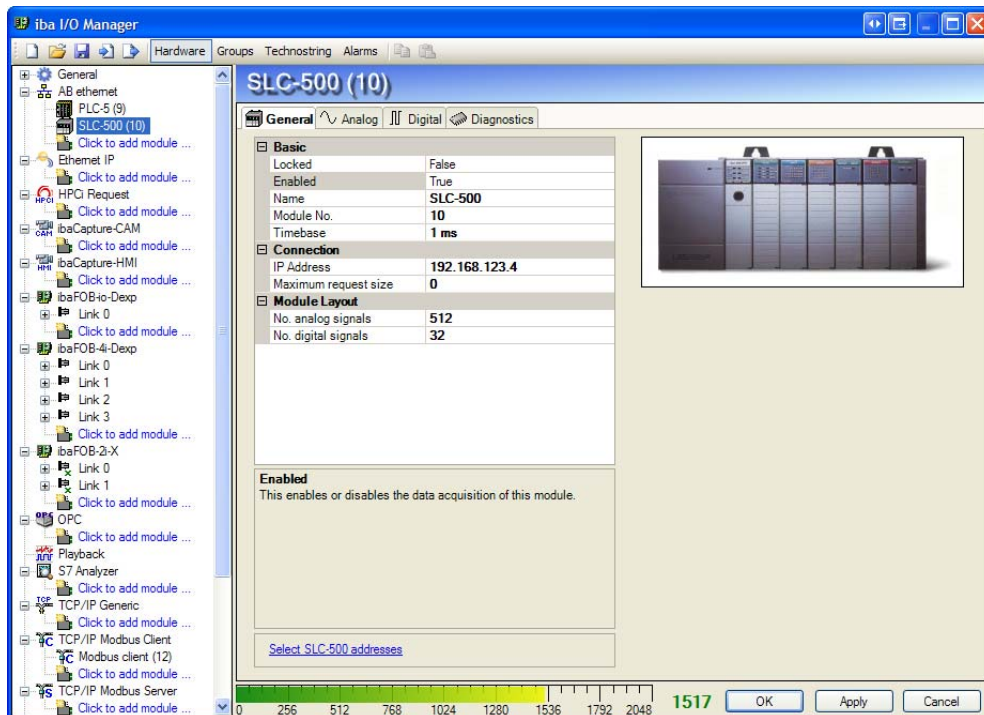 iba I/O Manager
Hardware Groups Technostring Alarms
General
AB ethernet
PLC-5 (9)
SLC-500 (10)
Click to add module ...
Ethernet IP
Click to add module ...
HPCi Request
Click to add module ...
ibaCapture-CAM
Click to add module ...
ibaCapture-HMI
Click to add module ...
ibaFOB-io-Dexp
Link 0
Click to add module ...
ibaFOB-4i-Dexp
Link 0
Link 1
Link 2
Link 3
Click to add module ...
ibaFOB-2i-X
Link 0
Link 1
Click to add module ...
OPC
Click to add module ...
Playback
S7 Analyzer
Click to add module ...
TCP/IP Generic
Click to add module ...
TCP/IP Modbus Client
Modbus client (12)
Click to add module ...
TCP/IP Modbus Server
Click to add module ...
SLC-500 (10)
General Analog Digital Diagnostics
Basic
Locked False
Enabled True
Name SLC-500
Module No. 10
Timebase 1 ms
Connection
IP Address 192.168.123.4
Maximum request size 0
Module Layout
No. analog signals 512
No. digital signals 32
Enabled
This enables or disables the data acquisition of this module.
Select SLC-500 addresses
0 256 512 768 1024 1280 1536 1792 2048
1517 OK Apply Cancel